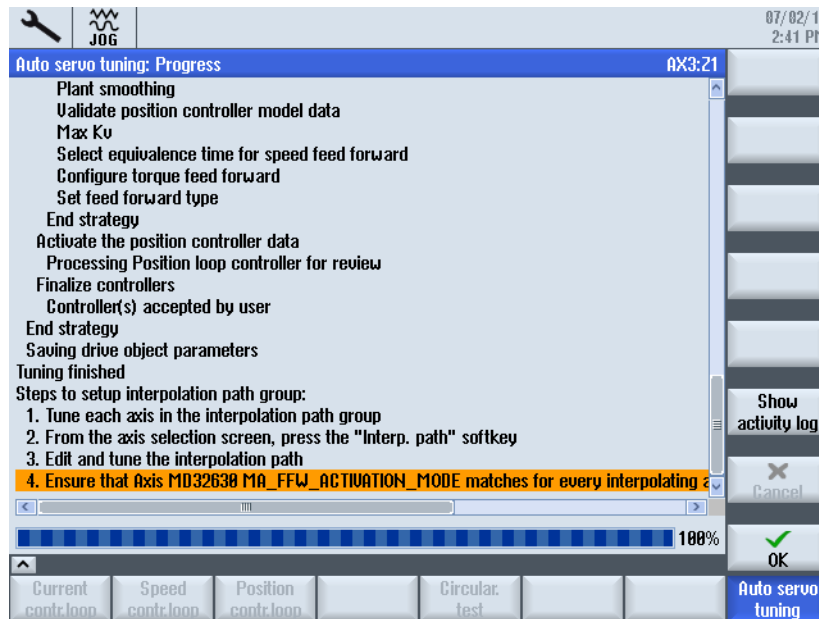 JOG
07/02/1
2:41 PM
Auto servo tuning: Progress AX3:Z1
Plant smoothing
Validate position controller model data
Max Kv
Select equivalence time for speed feed forward
Configure torque feed forward
Set feed forward type
End strategy
Activate the position controller data
Processing Position loop controller for review
Finalize controllers
Controller(s) accepted by user
End strategy
Saving drive object parameters
Tuning finished
Steps to setup interpolation path group:
1. Tune each axis in the interpolation path group
2. From the axis selection screen, press the "Interp. path" softkey
3. Edit and tune the interpolation path
4. Ensure that Axis MD32630 MA_FFW_ACTIVATION_MODE matches for every interpolating a
100%
Show
activity log
Cancel
OK
Current
contr.loop
Speed
contr.loop
Position
contr.loop
Circular.
test
Auto servo
tuning